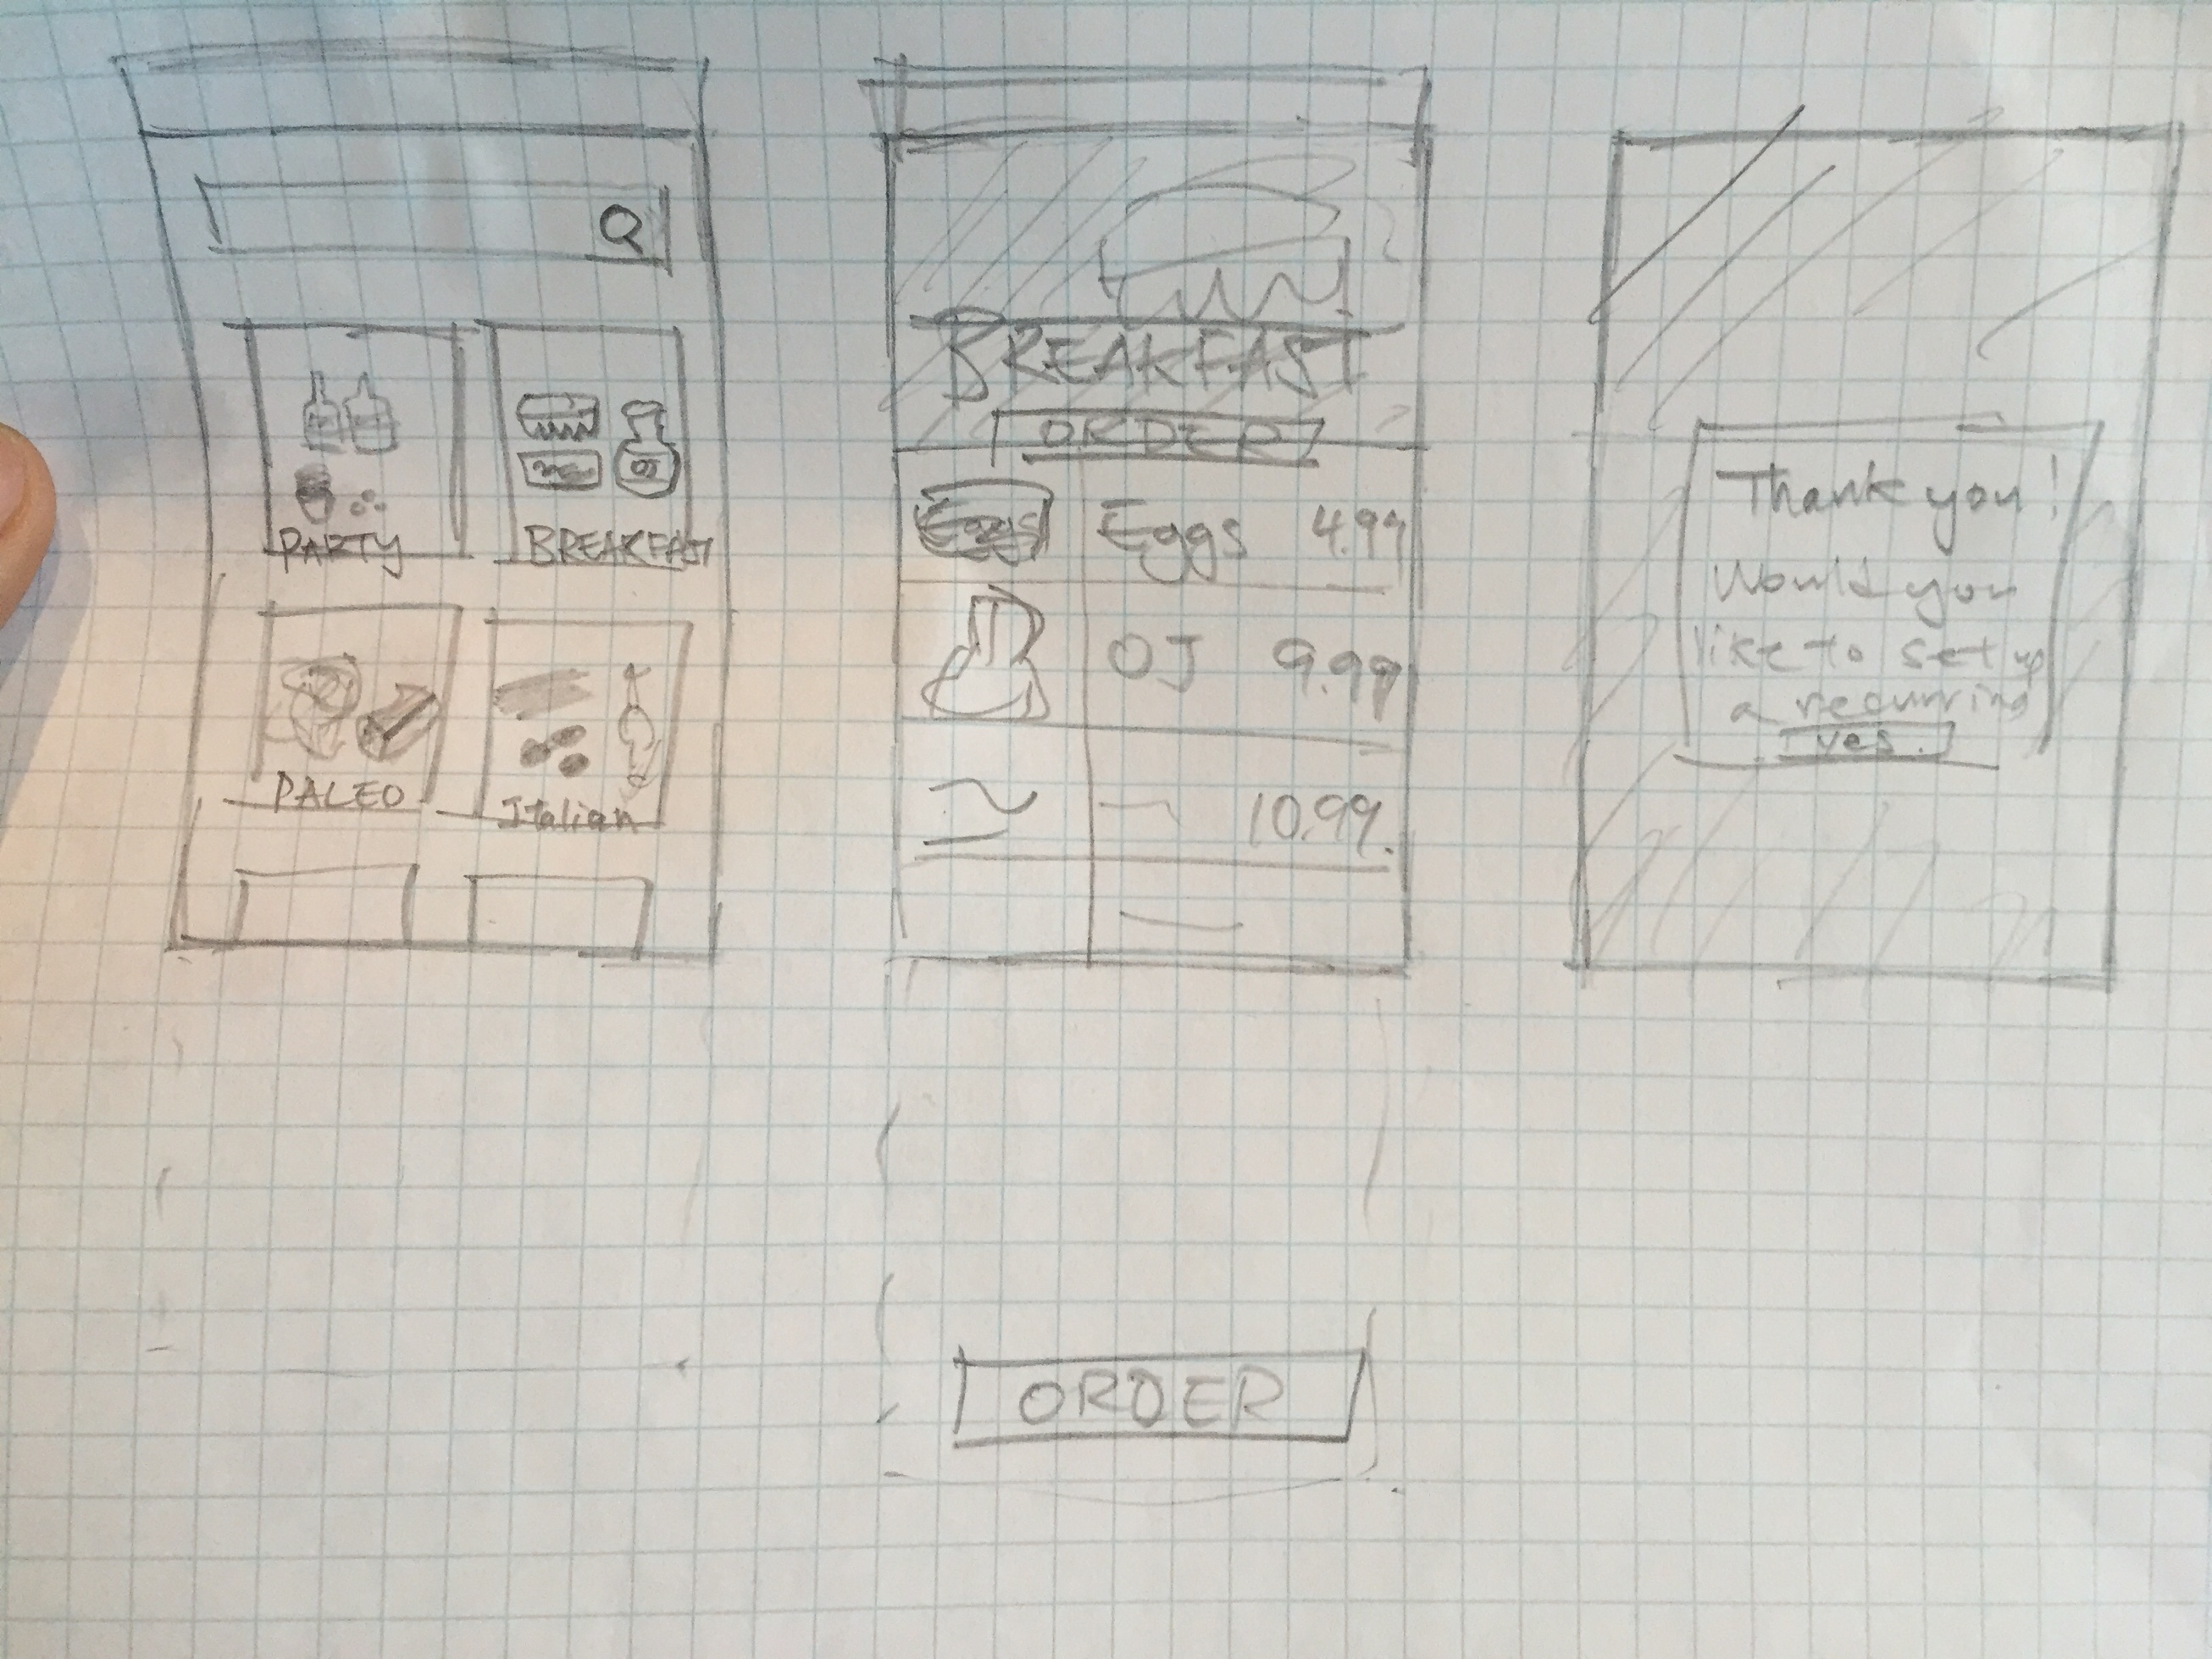 PARTY
BREAKFAST
PALEO
Italian
BREAKFAST
ORDER
Eggs Eggs 4.99
OJ 9.99
10.99.
ORDER
Thank you!
Would you
like to set up
a recurring
yes.